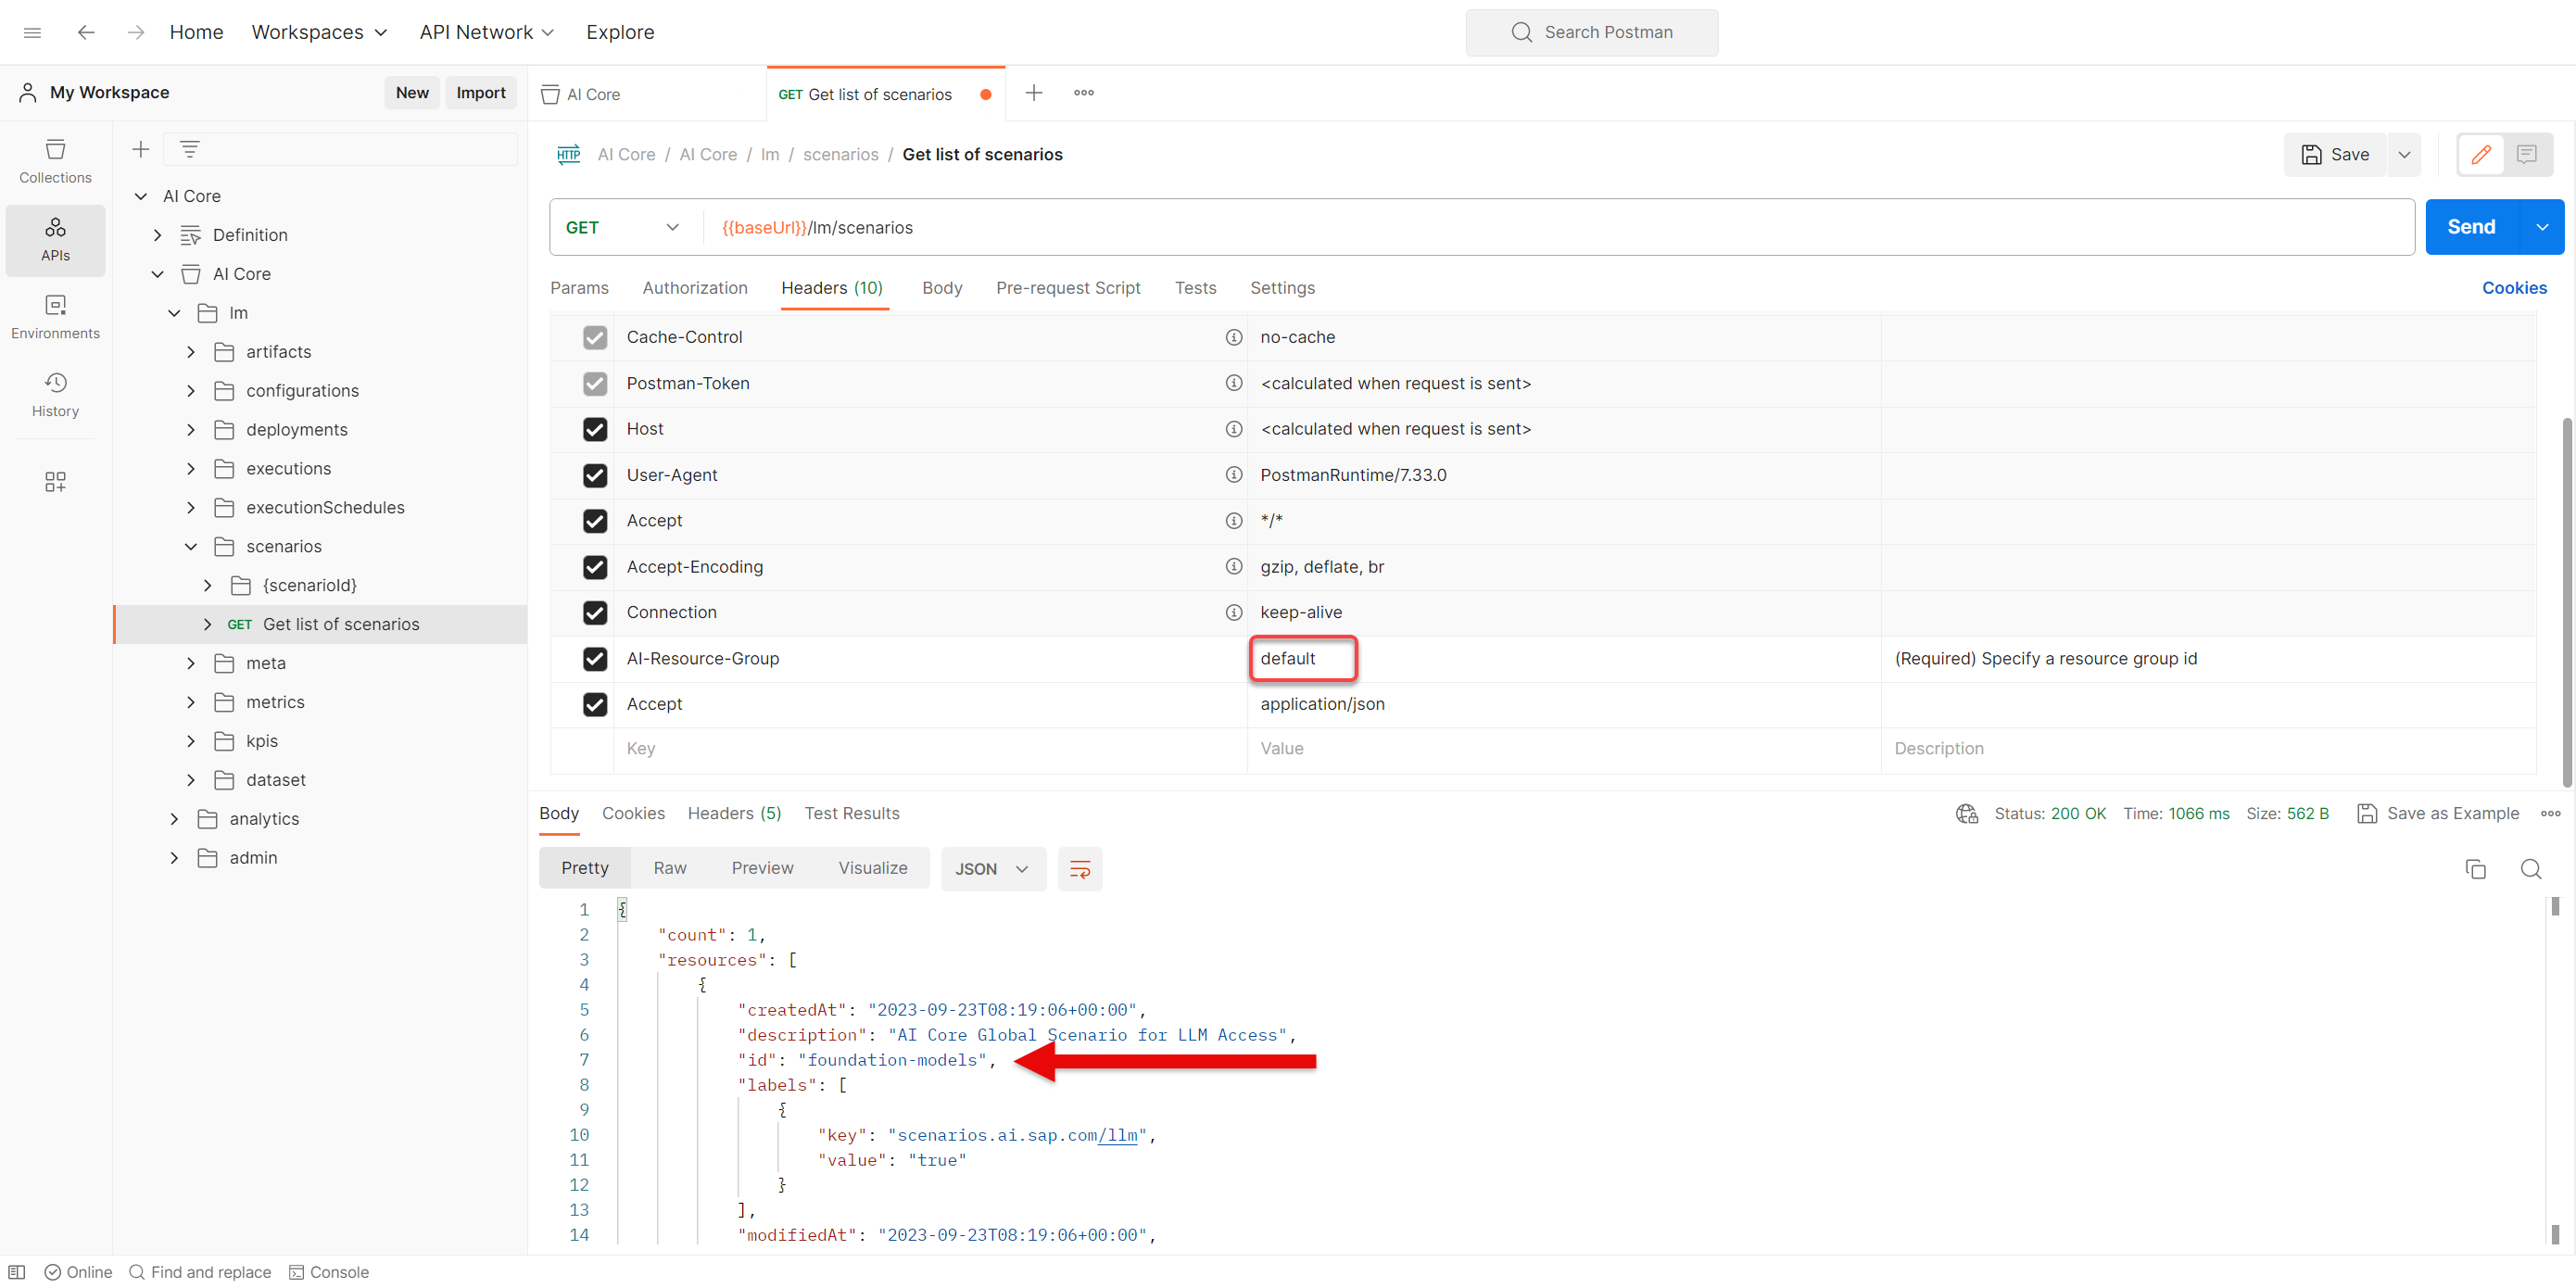 Home Workspaces API Network Explore Search Postman
My Workspace New Import
AI Core GET Get list of scenarios
Collections
APIs
Environments
History
AI Core
Definition
AI Core
lm
artifacts
configurations
deployments
executions
executionSchedules
scenarios
{scenarioId}
GET Get list of scenarios
meta
metrics
kpis
dataset
analytics
admin
HTTP AI Core / AI Core / lm / scenarios / Get list of scenarios Save
GET {{baseUrl}}/lm/scenarios Send
Params Authorization Headers (10) Body Pre-request Script Tests Settings Cookies
Cache-Control no-cache
Postman-Token <calculated when request is sent>
Host <calculated when request is sent>
User-Agent PostmanRuntime/7.33.0
Accept */*
Accept-Encoding gzip, deflate, br
Connection keep-alive
AI-Resource-Group default (Required) Specify a resource group id
Accept application/json
Key Value Description
Body Cookies Headers (5) Test Results Status: 200 OK Time: 1066 ms Size: 562 B Save as Example
Pretty Raw Preview Visualize JSON
1 {
2 "count": 1,
3 "resources": [
4 {
5 "createdAt": "2023-09-23T08:19:06+00:00",
6 "description": "AI Core Global Scenario for LLM Access",
7 "id": "foundation-models",
8 "labels": [
9 {
10 "key": "scenarios.ai.sap.com/llm",
11 "value": "true"
12 }
13 ],
14 "modifiedAt": "2023-09-23T08:19:06+00:00",
Online Find and replace Console